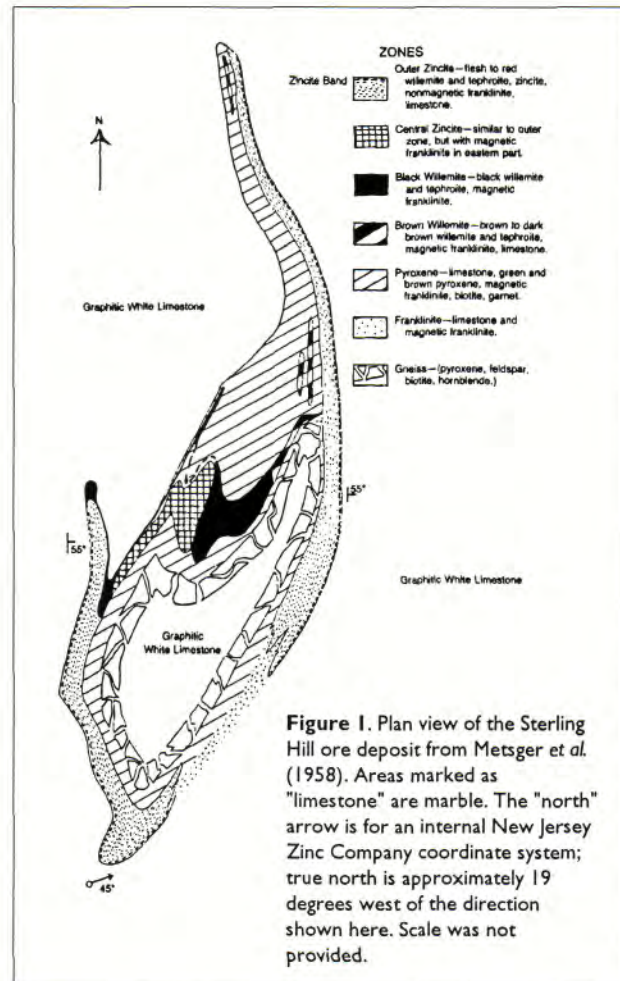 ZONES
Zincite Band
Outer Zincite—flesh to red
willemite and tephroite, zincite,
nonmagnetic franklinite,
limestone.
Central Zincite—similar to outer
zone, but with magnetic
franklinite in eastern part.
Black Willemite—black willemite
and tephroite, magnetic
franklinite.
Brown Willemite—brown to dark
brown willemite and tephroite,
magnetic franklinite, limestone.
Pyroxene—limestone, green and
brown pyroxene, magnetic
franklinite, biotite, garnet.
Franklinite—limestone and
magnetic franklinite.
Gneiss—(pyroxene, feldspar,
biotite, hornblende.)
N
Graphitic White Limestone
55°
55°
Graphitic White Limestone
Graphitic
White Limestone
45°
Figure 1. Plan view of the Sterling
Hill ore deposit from Metsger et al.
(1958). Areas marked as
"limestone" are marble. The "north"
arrow is for an internal New Jersey
Zinc Company coordinate system;
true north is approximately 19
degrees west of the direction
shown here. Scale was not
provided.